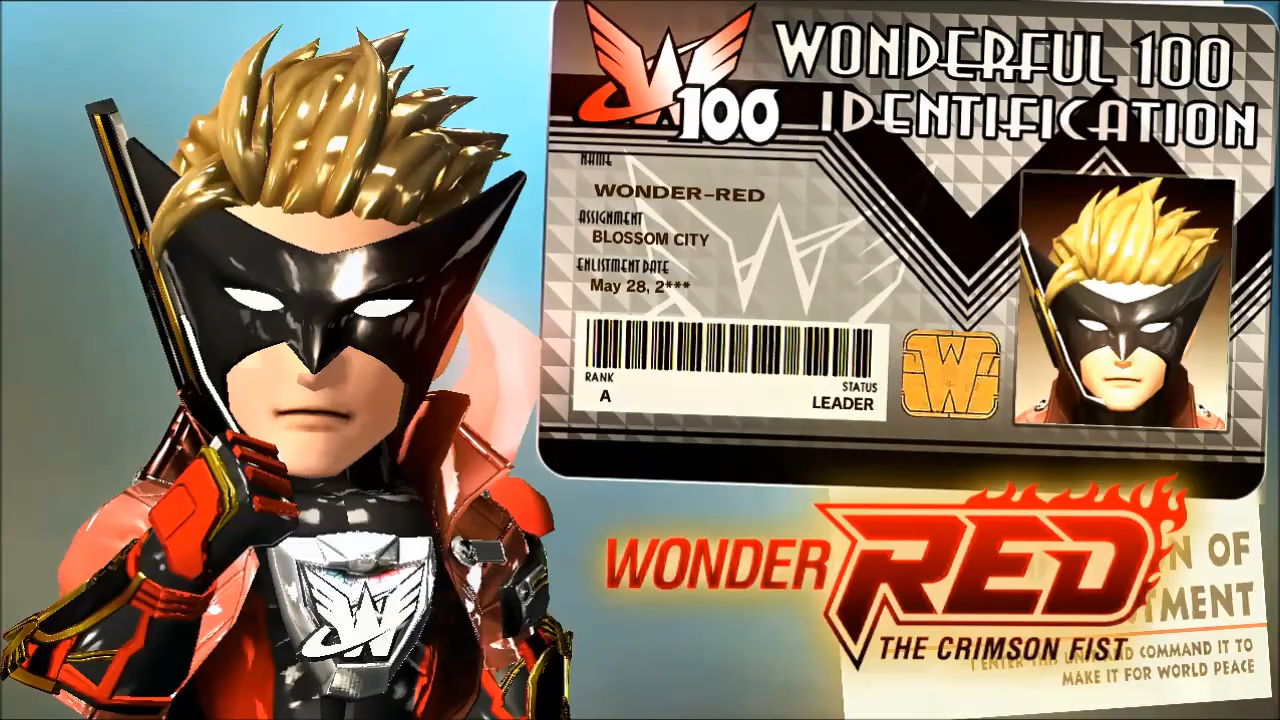 W
100
WONDERFUL 100
IDENTIFICATION
NAME
WONDER-RED
ASSIGNMENT
BLOSSOM CITY
ENLISTMENT DATE
May 28, 2***
RANK
A
STATUS
LEADER
W
W
WONDER RED
THE CRIMSON FIST
N OF
TMENT
I ENTER COMMAND IT TO
MAKE IT FOR WORLD PEACE